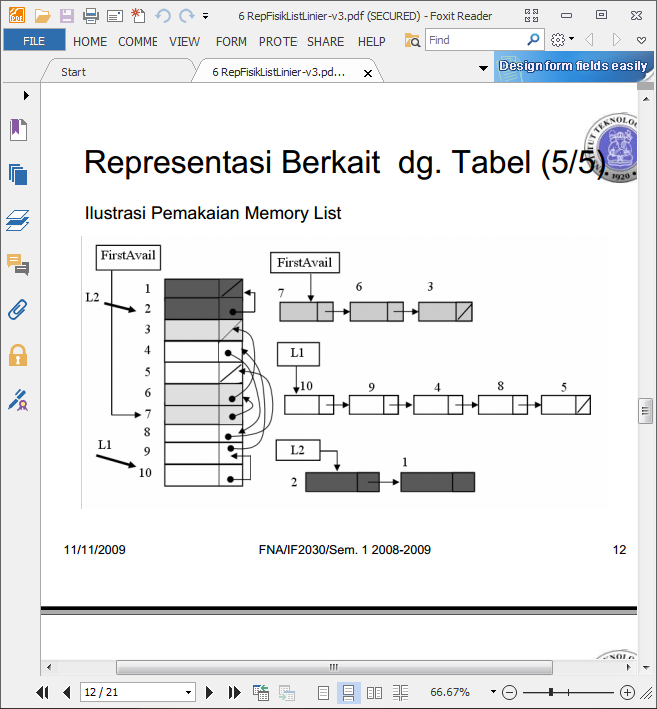 6 RepFisikListLinier-v3.pdf (SECURED) - Foxit Reader
FILE HOME COMME VIEW FORM PROTE SHARE HELP Find
Start 6 RepFisikListLinier-v3.pd... Design form fields easily
Representasi Berkait dg. Tabel (5/5)
Ilustrasi Pemakaian Memory List
FirstAvail
L2
1
2
3
4
5
6
7
8
9
10
L1
FirstAvail
7 6 3
L1
10 9 4 8 5
L2
2 1
11/11/2009 FNA/IF2030/Sem. 1 2008-2009 12
12 / 21 66.67%